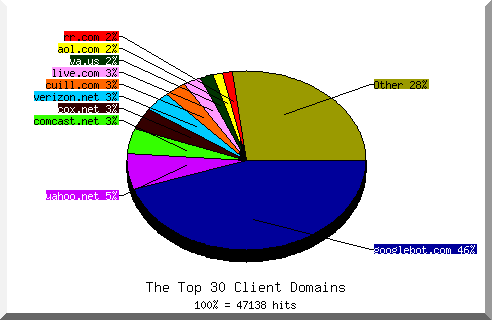 rr.com 2%
aol.com 2%
va.us 2%
live.com 3%
cuill.com 3%
verizon.net 3%
cox.net 3%
comcast.net 3%
yahoo.net 5%
Other 28%
googlebot.com 46%
The Top 30 Client Domains
100% = 47138 hits